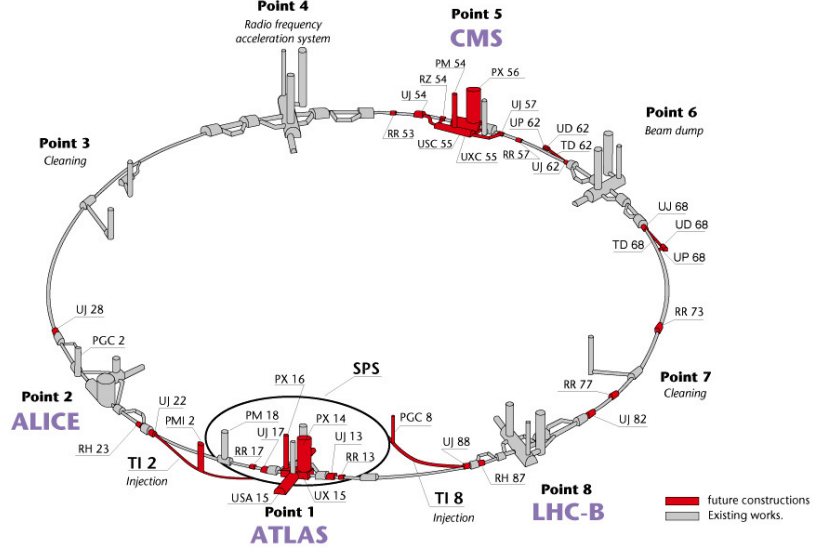 Point 4
Radio frequency
acceleration system
Point 5
CMS
PM 54
PX 56
RZ 54
UJ 54
UJ 57
UP 62
UD 62
TD 62
RR 53
USC 55
UXC 55
RR 57
UJ 62
Point 6
Beam dump
Point 3
Cleaning
UJ 68
UD 68
TD 68
UP 68
UJ 28
PGC 2
RR 73
Point 2
ALICE
UJ 22
PMI 2
RH 23
TI 2
Injection
SPS
PX 16
PM 18
PX 14
UJ 17
UJ 13
RR 17
RR 13
USA 15
UX 15
Point 1
ATLAS
PGC 8
UJ 88
TI 8
Injection
RH 87
Point 7
Cleaning
RR 77
UJ 82
Point 8
LHC-B
future constructions
Existing works.